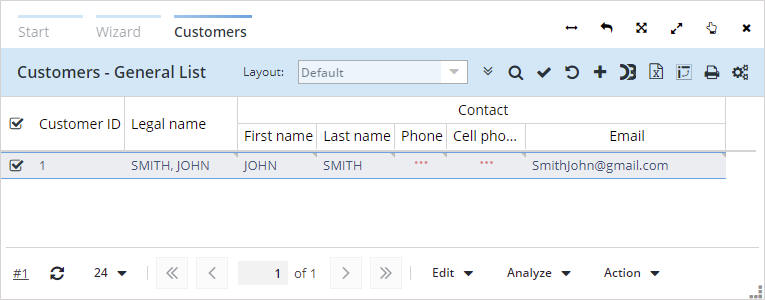 Start Wizard Customers
Customers - General List Layout: Default
Contact
Customer ID Legal name
First name Last name Phone Cell pho... Email
1 SMITH, JOHN JOHN SMITH *** *** SmithJohn@gmail.com
#1 24 1 of 1 Edit Analyze Action